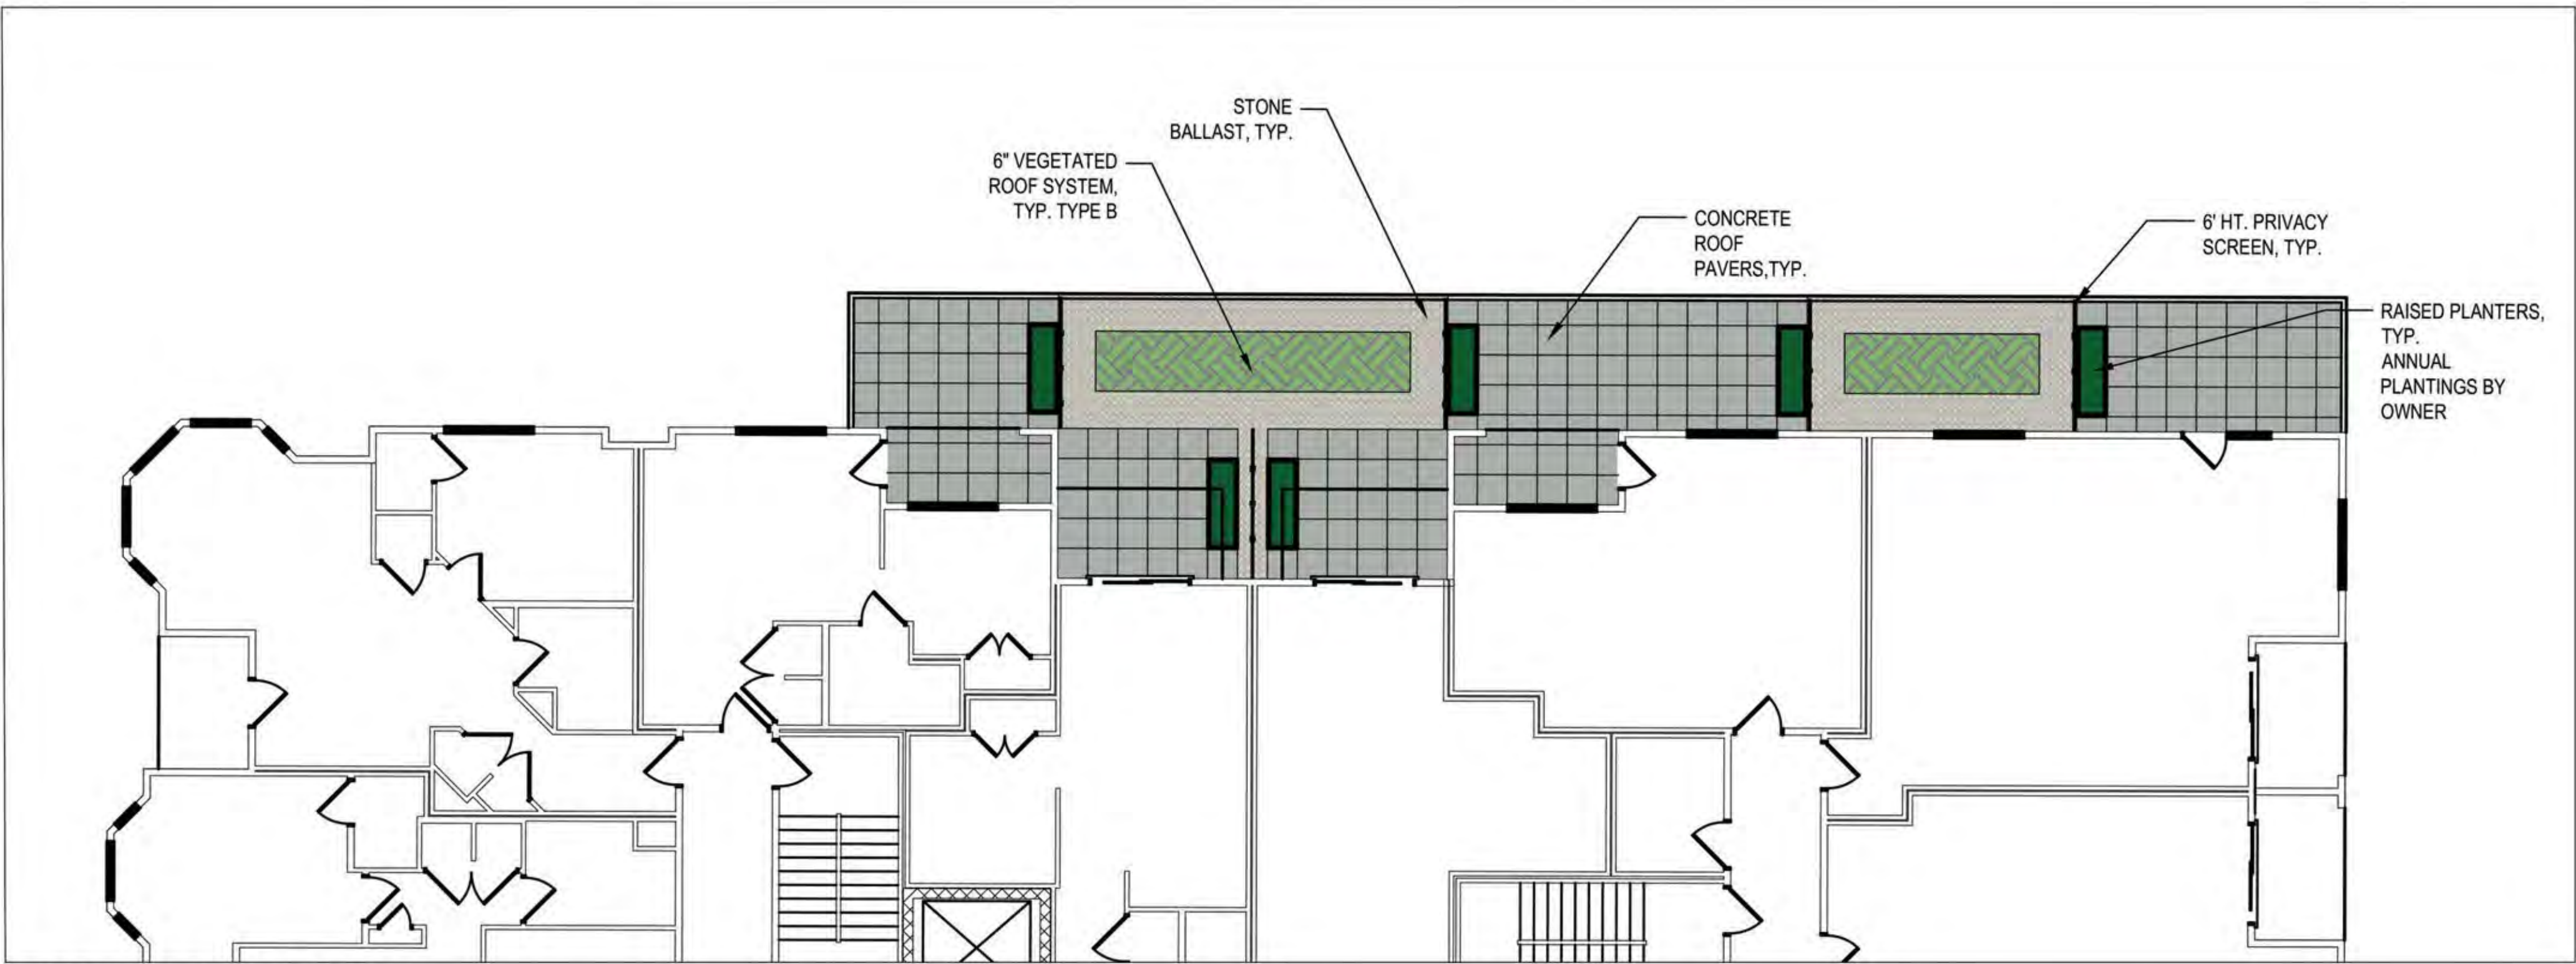 STONE
BALLAST, TYP.
6" VEGETATED
ROOF SYSTEM,
TYP. TYPE B
CONCRETE
ROOF
PAVERS,TYP.
6' HT. PRIVACY
SCREEN, TYP.
RAISED PLANTERS,
TYP.
ANNUAL
PLANTINGS BY
OWNER